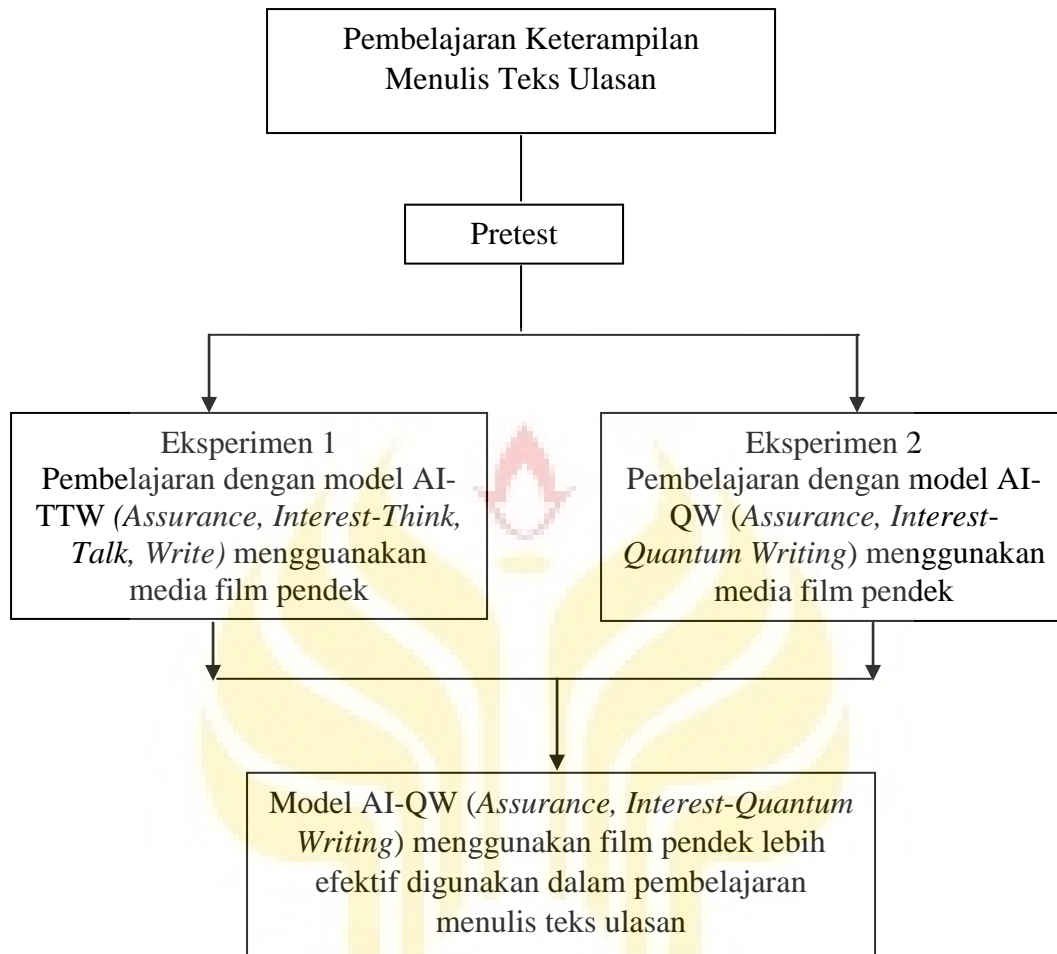 Pembelajaran Keterampilan
Menulis Teks Ulasan
Pretest
Eksperimen 1
Pembelajaran dengan model AI-
TTW (Assurance, Interest-Think,
Talk, Write) mengguanakan
media film pendek
Eksperimen 2
Pembelajaran dengan model AI-
QW (Assurance, Interest-
Quantum Writing) menggunakan
media film pendek
Model AI-QW (Assurance, Interest-Quantum
Writing) menggunakan film pendek lebih
efektif digunakan dalam pembelajaran
menulis teks ulasan